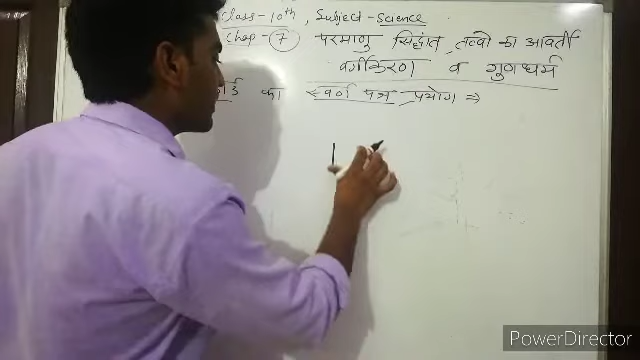 Class-10th, Subject-Science
Chap-7 परमाणु सिद्धांत, तत्वो का आवर्ती
वर्गीकरण व गुणधर्म
का स्वर्ण पत्र प्रयोग ⇒
PowerDirector